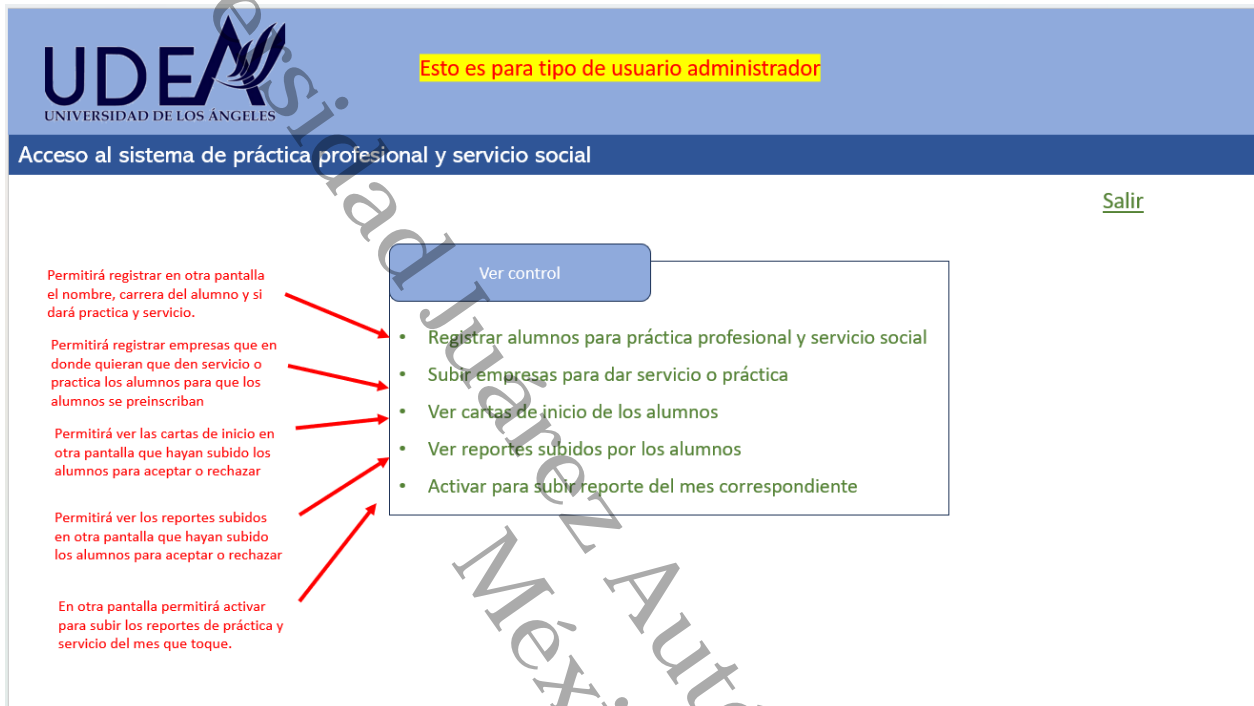 UDEA
UNIVERSIDAD DE LOS ÁNGELES
Esto es para tipo de usuario administrador
Acceso al sistema de práctica profesional y servicio social
Salir
Ver control
Permitirá registrar en otra pantalla
el nombre, carrera del alumno y si
dará practica y servicio.
Permitirá registrar empresas que en
donde quieran que den servicio o
practica los alumnos para que los
alumnos se preinscriban
Permitirá ver las cartas de inicio en
otra pantalla que hayan subido los
alumnos para aceptar o rechazar
Permitirá ver los reportes subidos
en otra pantalla que hayan subido
los alumnos para aceptar o rechazar
En otra pantalla permitirá activar
para subir los reportes de práctica y
servicio del mes que toque.
• Registrar alumnos para práctica profesional y servicio social
• Subir empresas para dar servicio o práctica
• Ver cartas de inicio de los alumnos
• Ver reportes subidos por los alumnos
• Activar para subir reporte del mes correspondiente
Juárez